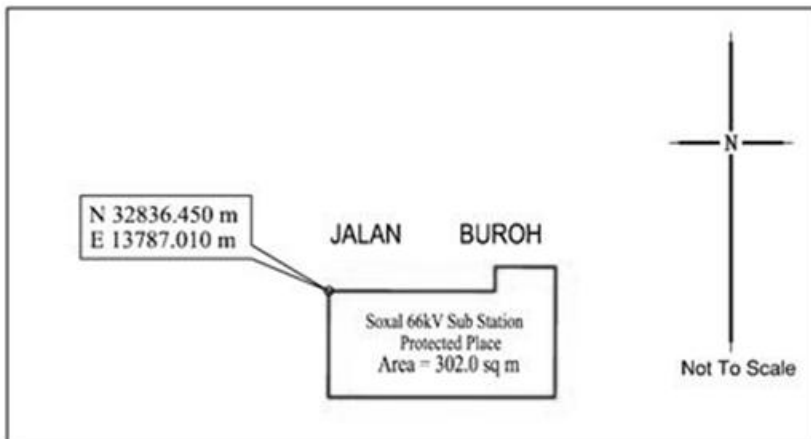 N
N 32836.450 m
E 13787.010 m
JALAN BUROH
Soxal 66kV Sub Station
Protected Place
Area = 302.0 sq m
Not To Scale